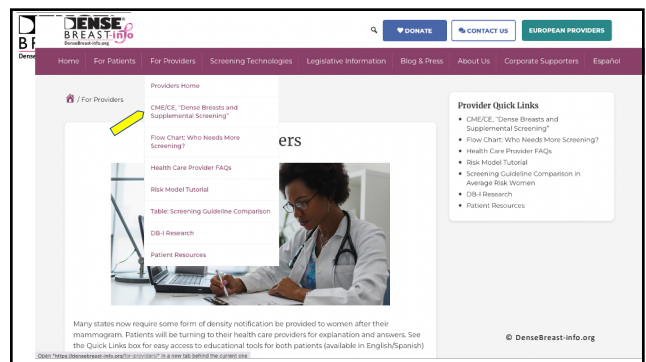 DENSE®
BREAST-info
DenseBreast-info.org
B
Dense
DONATE
CONTACT US
EUROPEAN PROVIDERS
Home
For Patients
For Providers
Screening Technologies
Legislative Information
Blog & Press
About Us
Corporate Supporters
Español
/ For Providers
Providers Home
CME/CE, "Dense Breasts and
Supplemental Screening"
Flow Chart: Who Needs More
Screening?
Health Care Provider FAQs
Risk Model Tutorial
Table: Screening Guideline Comparison
DB-I Research
Patient Resources
ers
Provider Quick Links
• CME/CE, "Dense Breasts and
Supplemental Screening"
• Flow Chart: Who Needs More Screening?
• Health Care Provider FAQs
• Risk Model Tutorial
• Screening Guideline Comparison in
Average Risk Women
• DB-I Research
• Patient Resources
Many states now require some form of density notification be provided to women after their
mammogram. Patients will be turning to their health care providers for explanation and answers. See
the Quick Links box for easy access to educational tools for both patients (available in English/Spanish)
© DenseBreast-info.org
Open "https://densebreast-info.org/for-providers/" in a new tab behind the current one